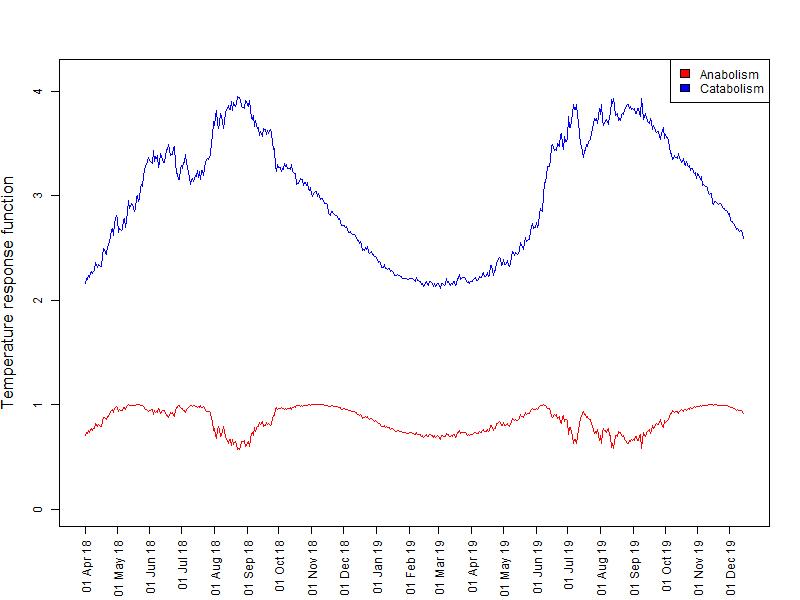 Anabolism
Catabolism
Temperature response function
4
3
2
1
0
01 Apr 18
01 May 18
01 Jun 18
01 Jul 18
01 Aug 18
01 Sep 18
01 Oct 18
01 Nov 18
01 Dec 18
01 Jan 19
01 Feb 19
01 Mar 19
01 Apr 19
01 May 19
01 Jun 19
01 Jul 19
01 Aug 19
01 Sep 19
01 Oct 19
01 Nov 19
01 Dec 19